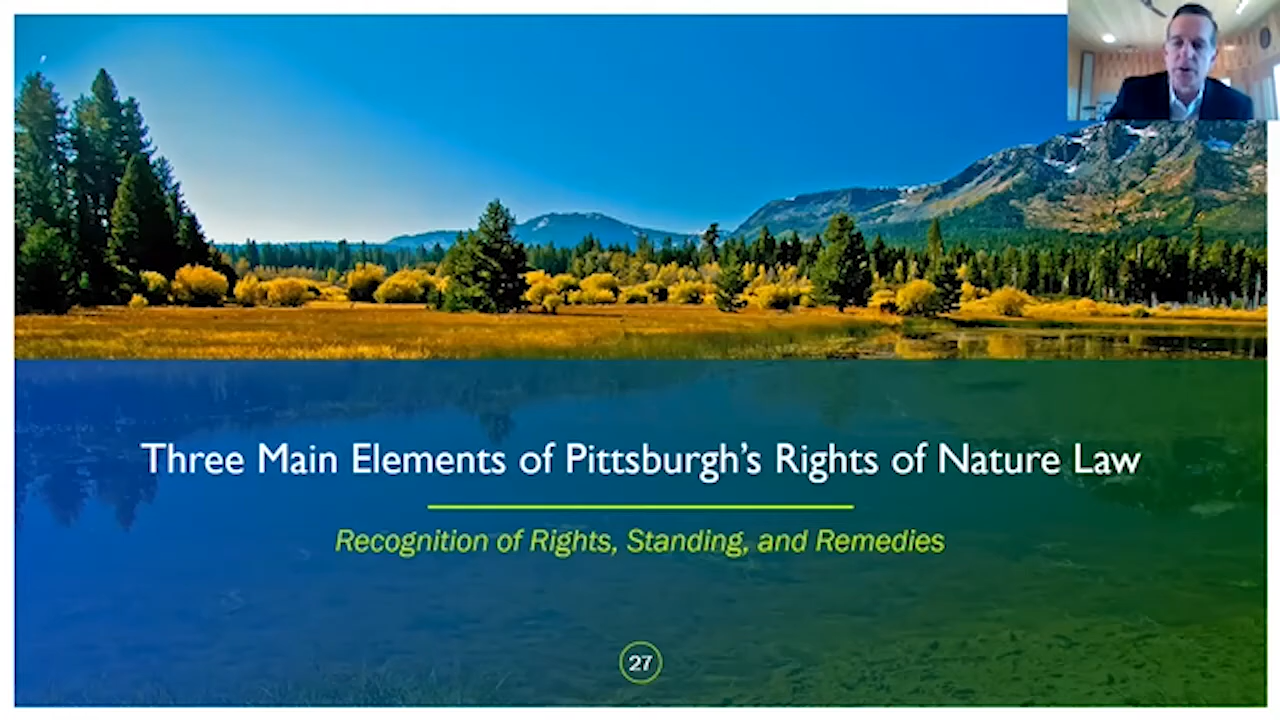 Three Main Elements of Pittsburgh's Rights of Nature Law
Recognition of Rights, Standing, and Remedies
27